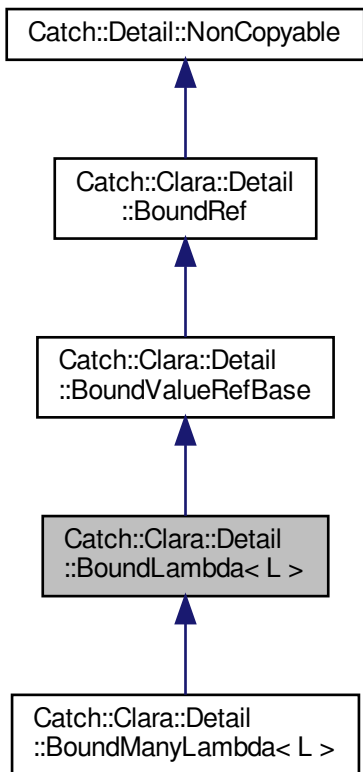 Catch::Detail::NonCopyable
Catch::Clara::Detail
::BoundRef
Catch::Clara::Detail
::BoundValueRefBase
Catch::Clara::Detail
::BoundLambda< L >
Catch::Clara::Detail
::BoundManyLambda< L >